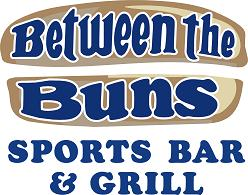 Between the
Buns
SPORTS BAR
& GRILL